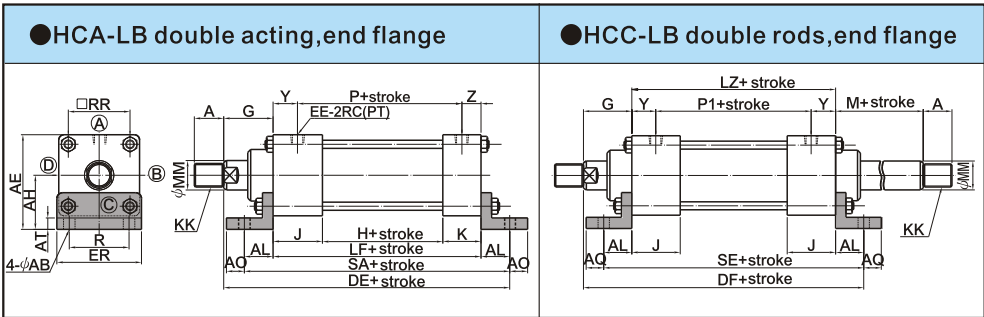 ●HCA-LB double acting,end flange
●HCC-LB double rods,end flange
□RR
A
D
B
C
AE
AH
AT
R
ER
4-ϕAB
A
G
Y
P+stroke
Z
EE-2RC(PT)
ϕMM
KK
J
H+stroke
K
AL
LF+stroke
AL
AO
SA+stroke
AO
DE+stroke
LZ+stroke
G
Y
P1+stroke
Y
M+stroke
A
ϕMM
KK
AL
J
J
AL
AQ
SE+stroke
AQ
DF+stroke